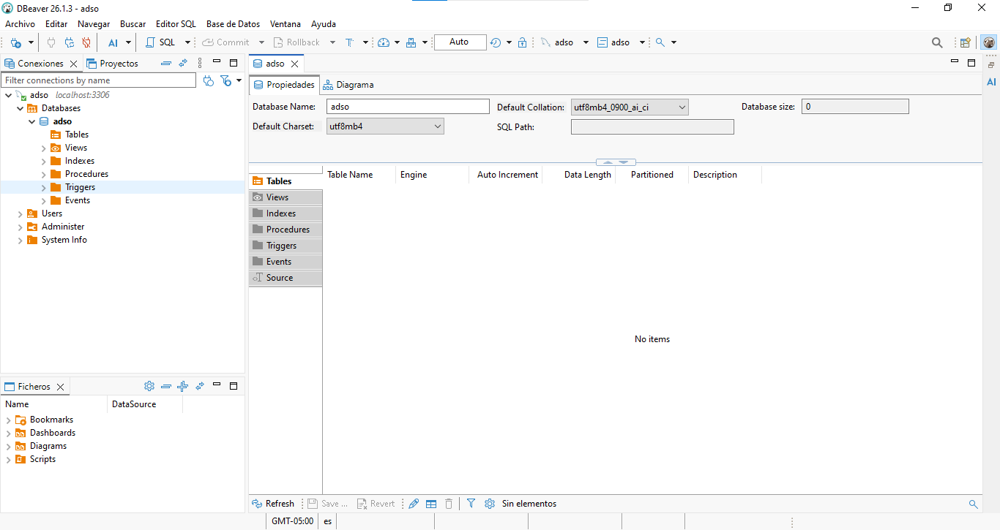 DBeaver 26.1.3 - adso
Archivo Editar Navegar Buscar Editor SQL Base de Datos Ventana Ayuda
AI SQL Commit Rollback T Auto adso adso
Conexiones Proyectos
Filter connections by name
adso localhost:3306
Databases
adso
Tables
Views
Indexes
Procedures
Triggers
Events
Users
Administer
System Info
Ficheros
Name DataSource
Bookmarks
Dashboards
Diagrams
Scripts
adso
Propiedades Diagrama
Database Name: adso Default Collation: utf8mb4_0900_ai_ci Database size: 0
Default Charset: utf8mb4 SQL Path:
Tables
Views
Indexes
Procedures
Triggers
Events
Source
Table Name Engine Auto Increment Data Length Partitioned Description
No items
Refresh Save ... Revert Sin elementos
AI
GMT-05:00 es